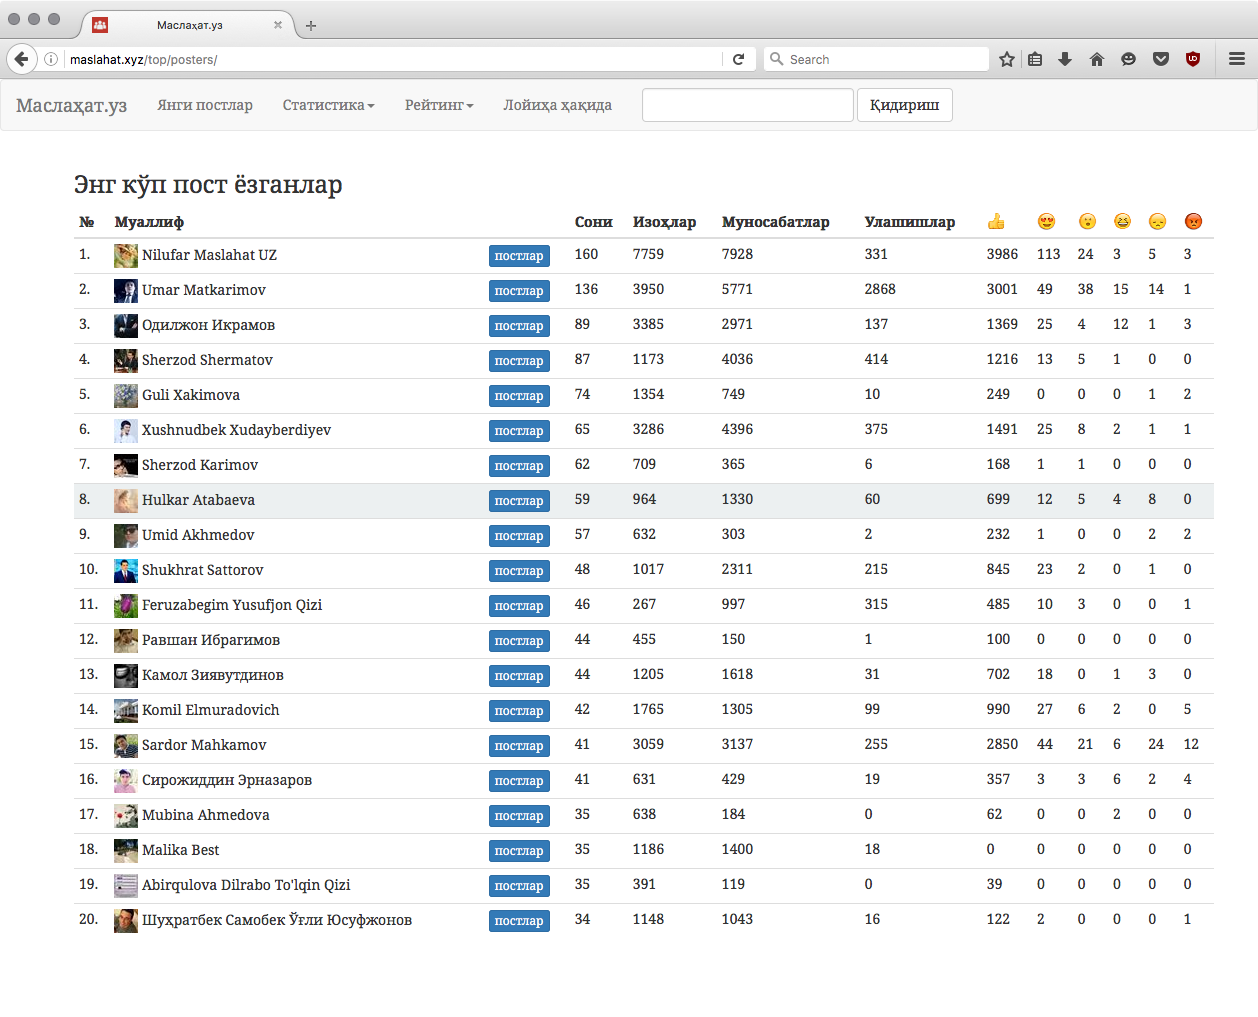 Маслаҳат.уз
maslahat.xyz/top/posters/ Search
Маслаҳат.уз Янги постлар Статистика Рейтинг Лойиҳа ҳақида Қидириш
Энг кўп пост ёзганлар
№ Муаллиф Сони Изоҳлар Муносабатлар Улашишлар 👍 😍 😮 😆 😞 😡
1. Nilufar Maslahat UZ постлар 160 7759 7928 331 3986 113 24 3 5 3
2. Umar Matkarimov постлар 136 3950 5771 2868 3001 49 38 15 14 1
3. Одилжон Икрамов постлар 89 3385 2971 137 1369 25 4 12 1 3
4. Sherzod Shermatov постлар 87 1173 4036 414 1216 13 5 1 0 0
5. Guli Xakimova постлар 74 1354 749 10 249 0 0 0 1 2
6. Xushnudbek Xudayberdiyev постлар 65 3286 4396 375 1491 25 8 2 1 1
7. Sherzod Karimov постлар 62 709 365 6 168 1 1 0 0 0
8. Hulkar Atabaeva постлар 59 964 1330 60 699 12 5 4 8 0
9. Umid Akhmedov постлар 57 632 303 2 232 1 0 0 2 2
10. Shukhrat Sattorov постлар 48 1017 2311 215 845 23 2 0 1 0
11. Feruzabegim Yusufjon Qizi постлар 46 267 997 315 485 10 3 0 0 1
12. Равшан Ибрагимов постлар 44 455 150 1 100 0 0 0 0 0
13. Камол Зиявутдинов постлар 44 1205 1618 31 702 18 0 1 3 0
14. Komil Elmuradovich постлар 42 1765 1305 99 990 27 6 2 0 5
15. Sardor Mahkamov постлар 41 3059 3137 255 2850 44 21 6 24 12
16. Сирожиддин Эрназаров постлар 41 631 429 19 357 3 3 6 2 4
17. Mubina Ahmedova постлар 35 638 184 0 62 0 0 2 0 0
18. Malika Best постлар 35 1186 1400 18 0 0 0 0 0 0
19. Abirqulova Dilrabo To'lqin Qizi постлар 35 391 119 0 39 0 0 0 0 0
20. Шуҳратбек Самобек Ўғли Юсуфжонов постлар 34 1148 1043 16 122 2 0 0 0 1